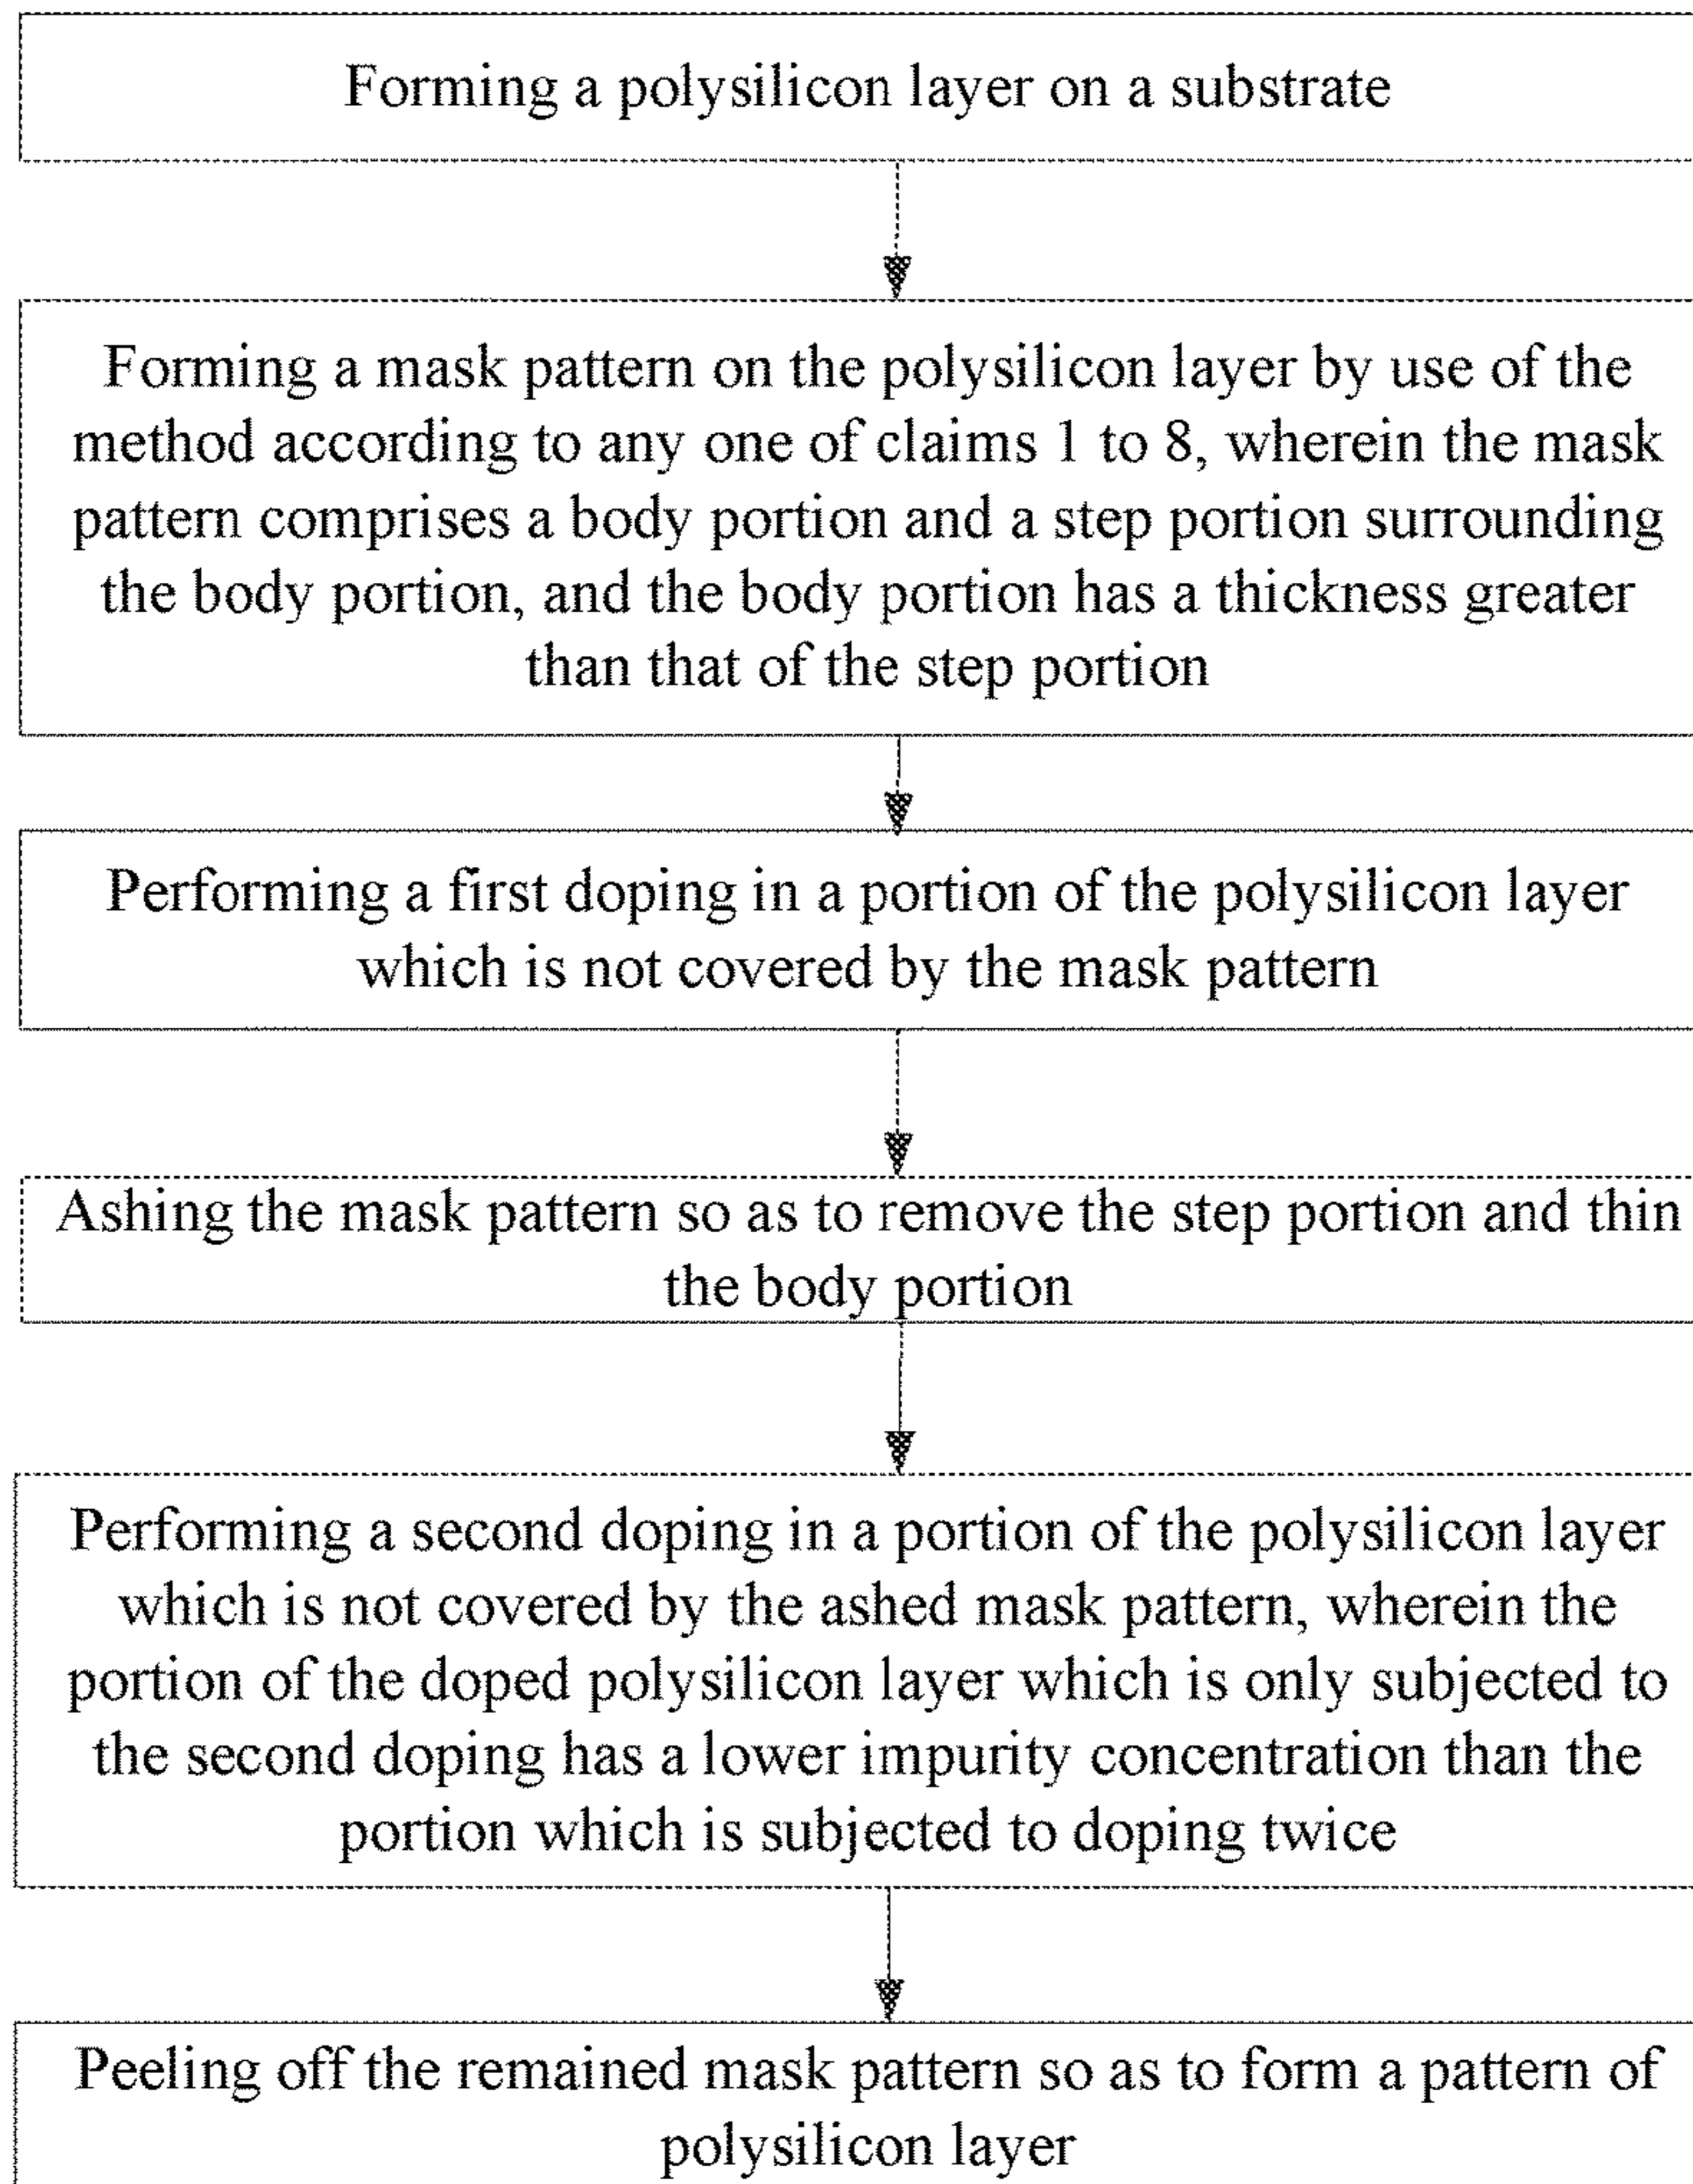 Forming a polysilicon layer on a substrate
Forming a mask pattern on the polysilicon layer by use of the
method according to any one of claims 1 to 8, wherein the mask
pattern comprises a body portion and a step portion surrounding
the body portion, and the body portion has a thickness greater
than that of the step portion
Performing a first doping in a portion of the polysilicon layer
which is not covered by the mask pattern
Ashing the mask pattern so as to remove the step portion and thin
the body portion
Performing a second doping in a portion of the polysilicon layer
which is not covered by the ashed mask pattern, wherein the
portion of the doped polysilicon layer which is only subjected to
the second doping has a lower impurity concentration than the
portion which is subjected to doping twice
Peeling off the remained mask pattern so as to form a pattern of
polysilicon layer